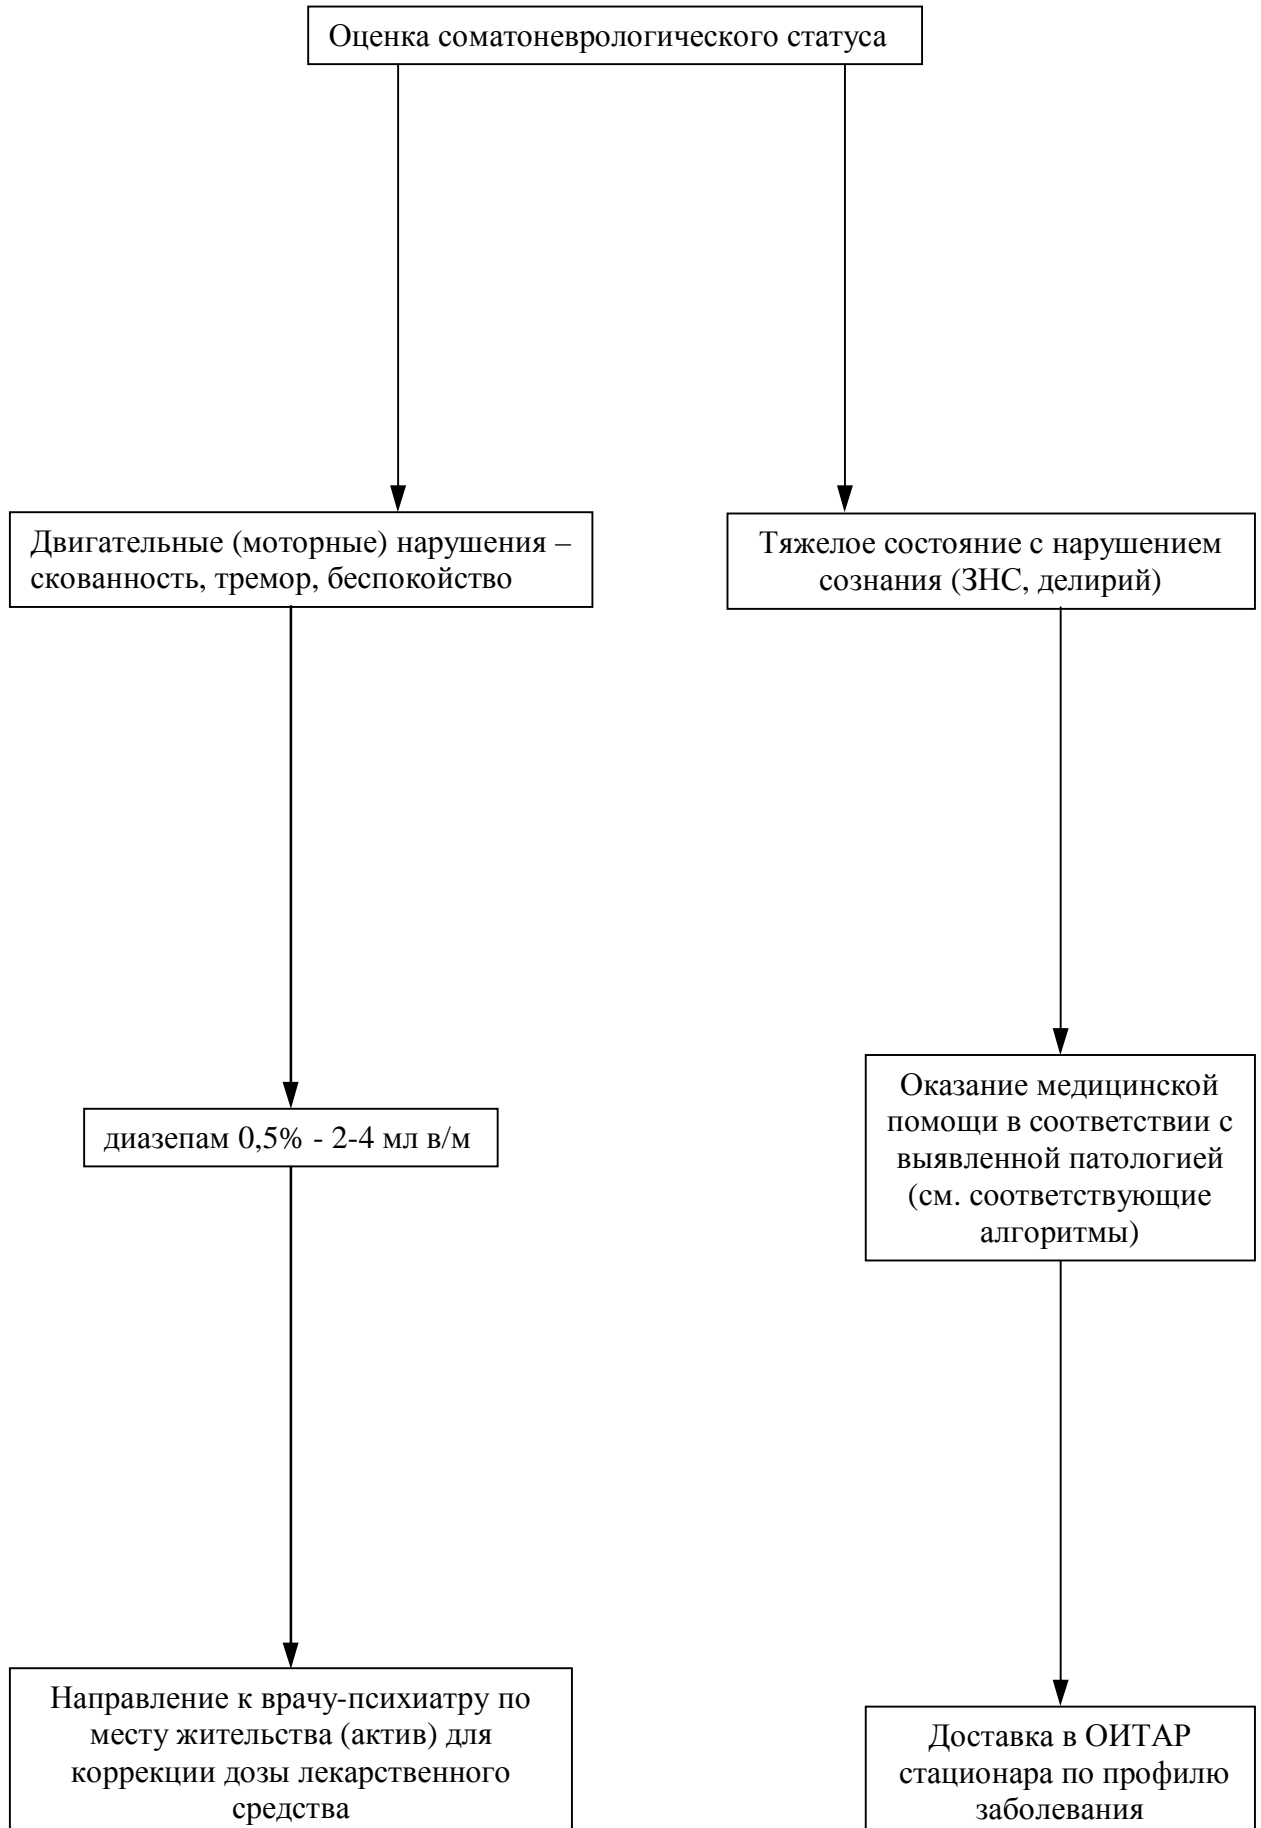 Оценка соматоневрологического статуса
Двигательные (моторные) нарушения –
скованность, тремор, беспокойство
Тяжелое состояние с нарушением
сознания (ЗНС, делирий)
диазепам 0,5% - 2-4 мл в/м
Оказание медицинской
помощи в соответствии с
выявленной патологией
(см. соответствующие
алгоритмы)
Направление к врачу-психиатру по
месту жительства (актив) для
коррекции дозы лекарственного
средства
Доставка в ОИТАР
стационара по профилю
заболевания